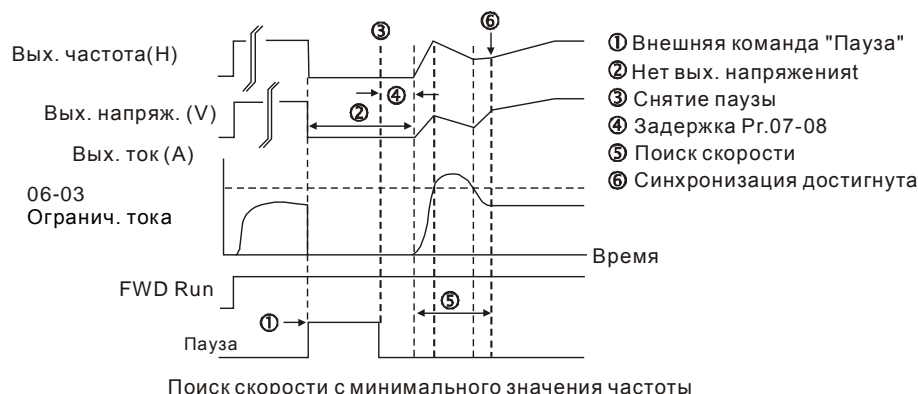 ⑥
③
Вых. частота(H)
④
②
Вых. напряж. (V)
Вых. ток (A)
06-03
Огранич. тока
Время
FWD Run
⑤
①
Пауза
① Внешняя команда "Пауза"
② Нет вых. напряженияt
③ Снятие паузы
④ Задержка Pr.07-08
⑤ Поиск скорости
⑥ Синхронизация достигнута
Поиск скорости с минимального значения частоты